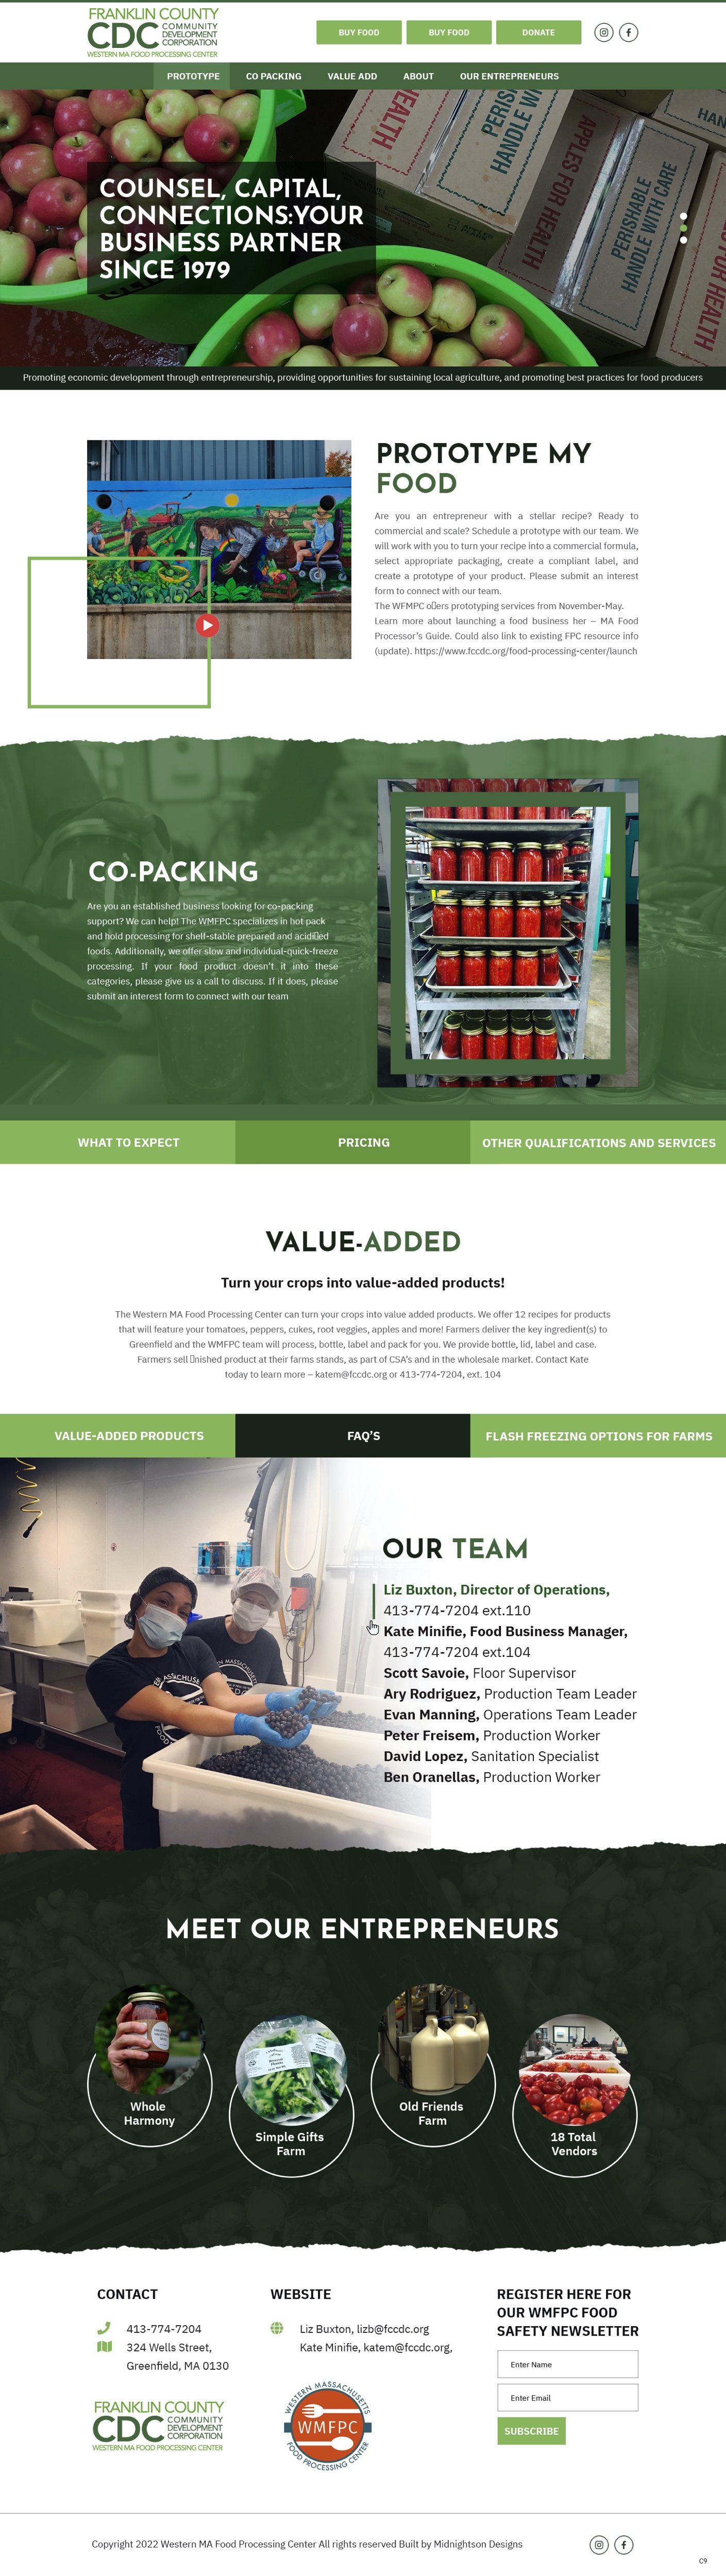 FRANKLIN COUNTY
CDC COMMUNITY
DEVELOPMENT
CORPORATION
WESTERN MA FOOD PROCESSING CENTER
BUY FOOD
BUY FOOD
DONATE
PROTOTYPE
CO PACKING
VALUE ADD
ABOUT
OUR ENTREPRENEURS
HEALTH
PERIS
HANDLE W
APPLES FOR HEALTH
PERISHABLE
HANDLE WITH CARE
FOR HEALTH
COUNSEL, CAPITAL,
CONNECTIONS:YOUR
BUSINESS PARTNER
SINCE 1979
Promoting economic development through entrepreneurship, providing opportunities for sustaining local agriculture, and promoting best practices for food producers
PROTOTYPE MY
FOOD
Are you an entrepreneur with a stellar recipe? Ready to
commercial and scale? Schedule a prototype with our team. We
will work with you to turn your recipe into a commercial formula,
select appropriate packaging, create a compliant label, and
create a prototype of your product. Please submit an interest
form to connect with our team.
The WFMPC o▯ers prototyping services from November-May.
Learn more about launching a food business her – MA Food
Processor's Guide. Could also link to existing FPC resource info
(update). https://www.fccdc.org/food-processing-center/launch
CO-PACKING
Are you an established business looking for co-packing
support? We can help! The WMFPC specializes in hot pack
and hold processing for shelf-stable prepared and acidi▯ed
foods. Additionally, we offer slow and individual-quick-freeze
processing. If your food product doesn't it into these
categories, please give us a call to discuss. If it does, please
submit an interest form to connect with our team
WHAT TO EXPECT
PRICING
OTHER QUALIFICATIONS AND SERVICES
VALUE-ADDED
Turn your crops into value-added products!
The Western MA Food Processing Center can turn your crops into value added products. We offer 12 recipes for products
that will feature your tomatoes, peppers, cukes, root veggies, apples and more! Farmers deliver the key ingredient(s) to
Greenfield and the WMFPC team will process, bottle, label and pack for you. We provide bottle, lid, label and case.
Farmers sell ▯nished product at their farms stands, as part of CSA's and in the wholesale market. Contact Kate
today to learn more – katem@fccdc.org or 413-774-7204, ext. 104
VALUE-ADDED PRODUCTS
FAQ'S
FLASH FREEZING OPTIONS FOR FARMS
OUR TEAM
Liz Buxton, Director of Operations,
413-774-7204 ext.110
Kate Minifie, Food Business Manager,
413-774-7204 ext.104
Scott Savoie, Floor Supervisor
Ary Rodriguez, Production Team Leader
Evan Manning, Operations Team Leader
Peter Freisem, Production Worker
David Lopez, Sanitation Specialist
Ben Oranellas, Production Worker
MEET OUR ENTREPRENEURS
Whole
Harmony
Simple Gifts
Farm
Old Friends
Farm
18 Total
Vendors
CONTACT
413-774-7204
324 Wells Street,
Greenfield, MA 0130
WEBSITE
Liz Buxton, lizb@fccdc.org
Kate Minifie, katem@fccdc.org,
REGISTER HERE FOR
OUR WMFPC FOOD
SAFETY NEWSLETTER
Enter Name
Enter Email
SUBSCRIBE
FRANKLIN COUNTY
CDC COMMUNITY
DEVELOPMENT
CORPORATION
WESTERN MA FOOD PROCESSING CENTER
WESTERN MASSACHUSETTS
WMFPC
FOOD PROCESSING CENTER
Copyright 2022 Western MA Food Processing Center All rights reserved Built by Midnightson Designs
C9